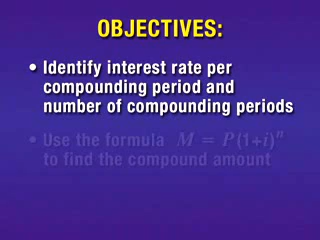 OBJECTIVES:
• Identify interest rate per
compounding period and
number of compounding periods
• Use the formula M = P(1+i)ⁿ
to find the compound amount